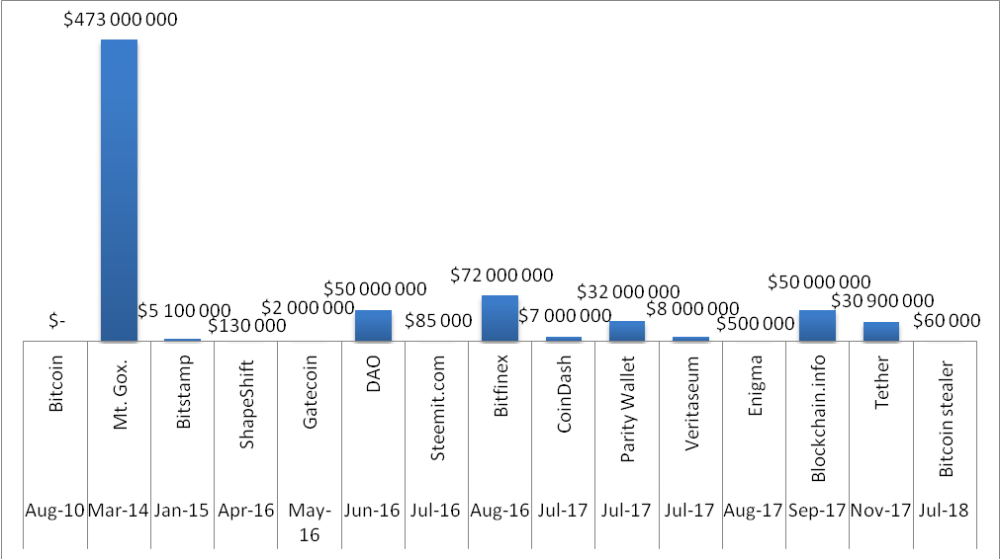 $473 000 000
$72 000 000
$50 000 000
$50 000 000
$32 000 000
$30 900 000
$5 100 000
$2 000 000
$8 000 000
$7 000 000
$-
$130 000
$85 000
$500 000
$60 000
Bitcoin
Mt. Gox.
Bitstamp
ShapeShift
Gatecoin
DAO
Steemit.com
Bitfinex
CoinDash
Parity Wallet
Veritaseum
Enigma
Blockchain.info
Tether
Bitcoin stealer
Aug-10
Mar-14
Jan-15
Apr-16
May-
16
Jun-16
Jul-16
Aug-16
Jul-17
Jul-17
Jul-17
Aug-17
Sep-17
Nov-17
Jul-18